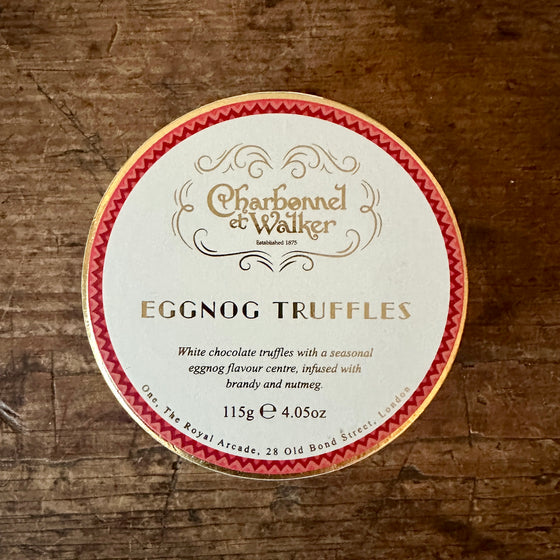 Charbonnel
et Walker
Established 1875
EGGNOG TRUFFLES
White chocolate truffles with a seasonal
eggnog flavour centre, infused with
brandy and nutmeg.
115g ℮ 4.05oz
One, The Royal Arcade, 28 Old Bond Street, London